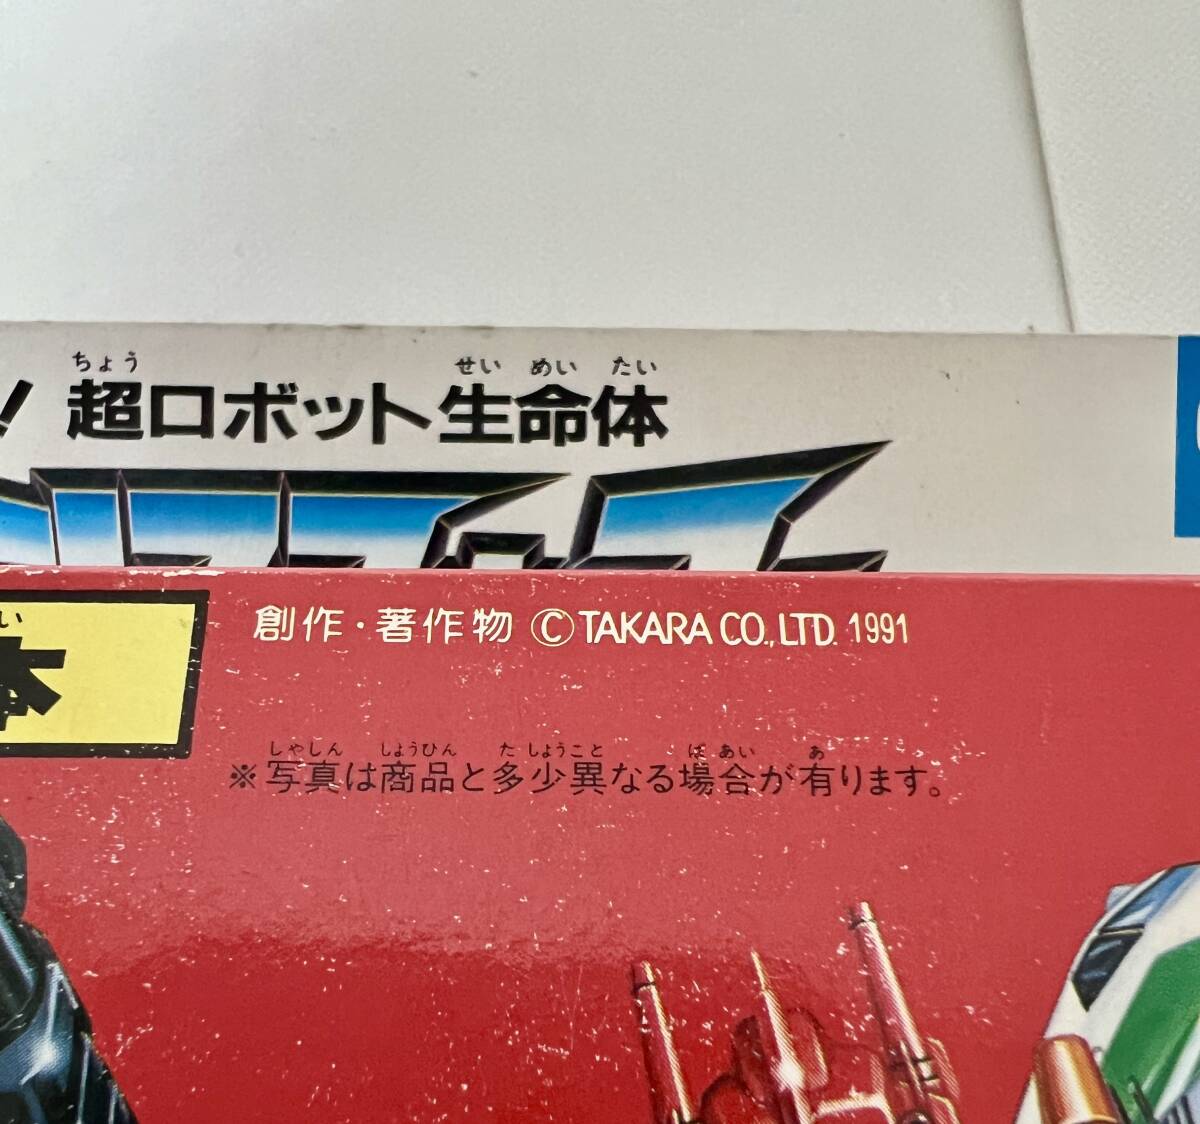 ちょう せい めい たい
! 超ロボット生命体
い
体
創作・著作物 ©TAKARA CO.,LTD. 1991
しゃしん しょうひん た しょうこと ば あい あ
※写真は商品と多少異なる場合が有ります。